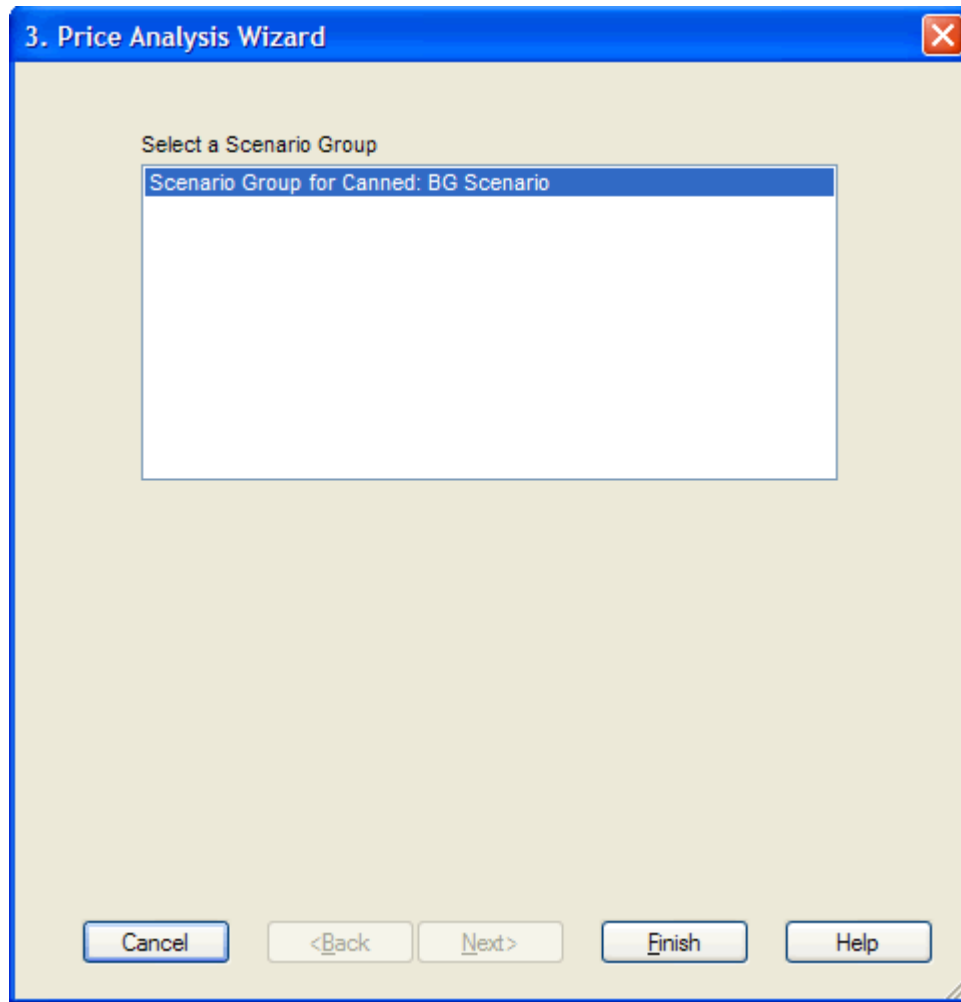 3. Price Analysis Wizard
Select a Scenario Group
Scenario Group for Canned: BG Scenario
Cancel
<Back
Next>
Finish
Help